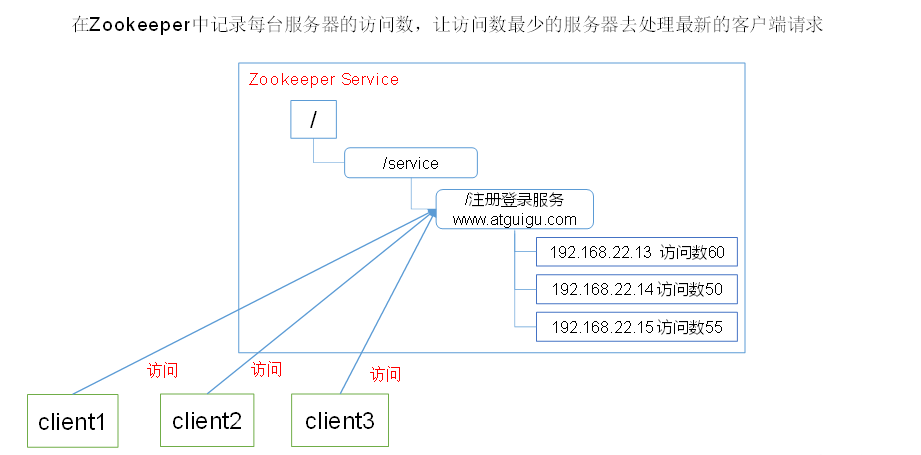 在Zookeeper中记录每台服务器的访问数，让访问数最少的服务器去处理最新的客户端请求
Zookeeper Service
/
/service
/注册登录服务
www.atguigu.com
192.168.22.13 访问数60
192.168.22.14 访问数50
192.168.22.15 访问数55
访问
访问
访问
client1
client2
client3